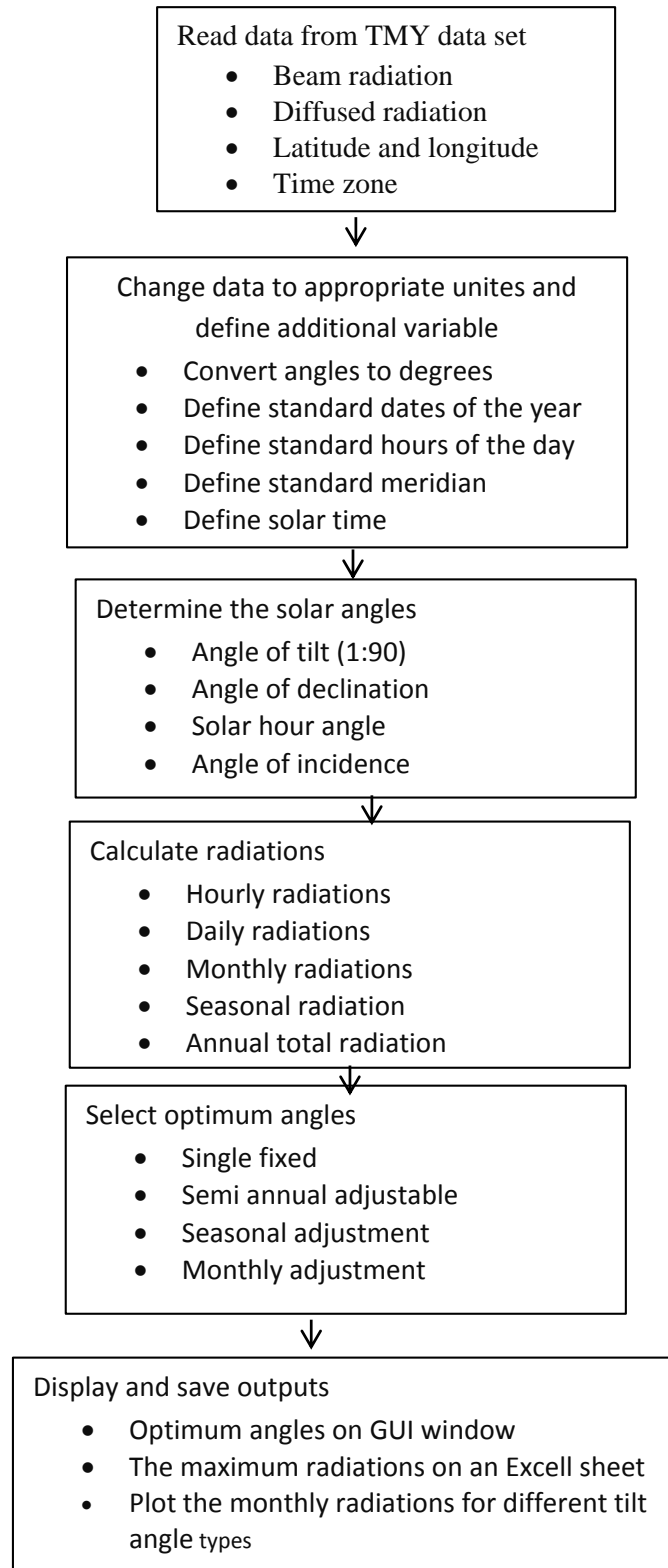 Read data from TMY data set
• Beam radiation
• Diffused radiation
• Latitude and longitude
• Time zone
Change data to appropriate unites and
define additional variable
• Convert angles to degrees
• Define standard dates of the year
• Define standard hours of the day
• Define standard meridian
• Define solar time
Determine the solar angles
• Angle of tilt (1:90)
• Angle of declination
• Solar hour angle
• Angle of incidence
Calculate radiations
• Hourly radiations
• Daily radiations
• Monthly radiations
• Seasonal radiation
• Annual total radiation
Select optimum angles
• Single fixed
• Semi annual adjustable
• Seasonal adjustment
• Monthly adjustment
Display and save outputs
• Optimum angles on GUI window
• The maximum radiations on an Excell sheet
• Plot the monthly radiations for different tilt
angle types